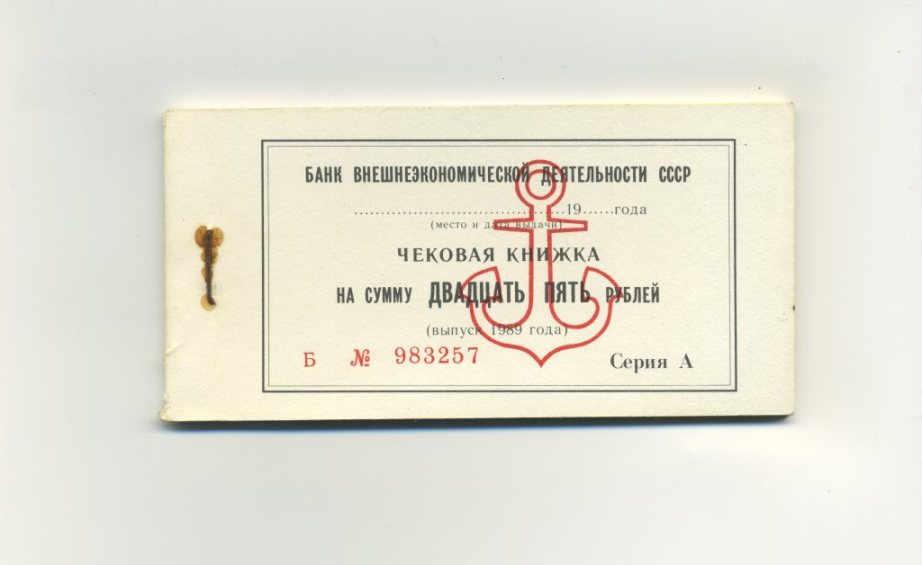 БАНК ВНЕШНЕЭКОНОМИЧЕСКОЙ ДЕЯТЕЛЬНОСТИ СССР
........................................19......года
(место и дата выдачи)
ЧЕКОВАЯ КНИЖКА
НА СУММУ ДВАДЦАТЬ ПЯТЬ РУБЛЕЙ
(выпуск 1989 года)
Б № 983257 Серия А